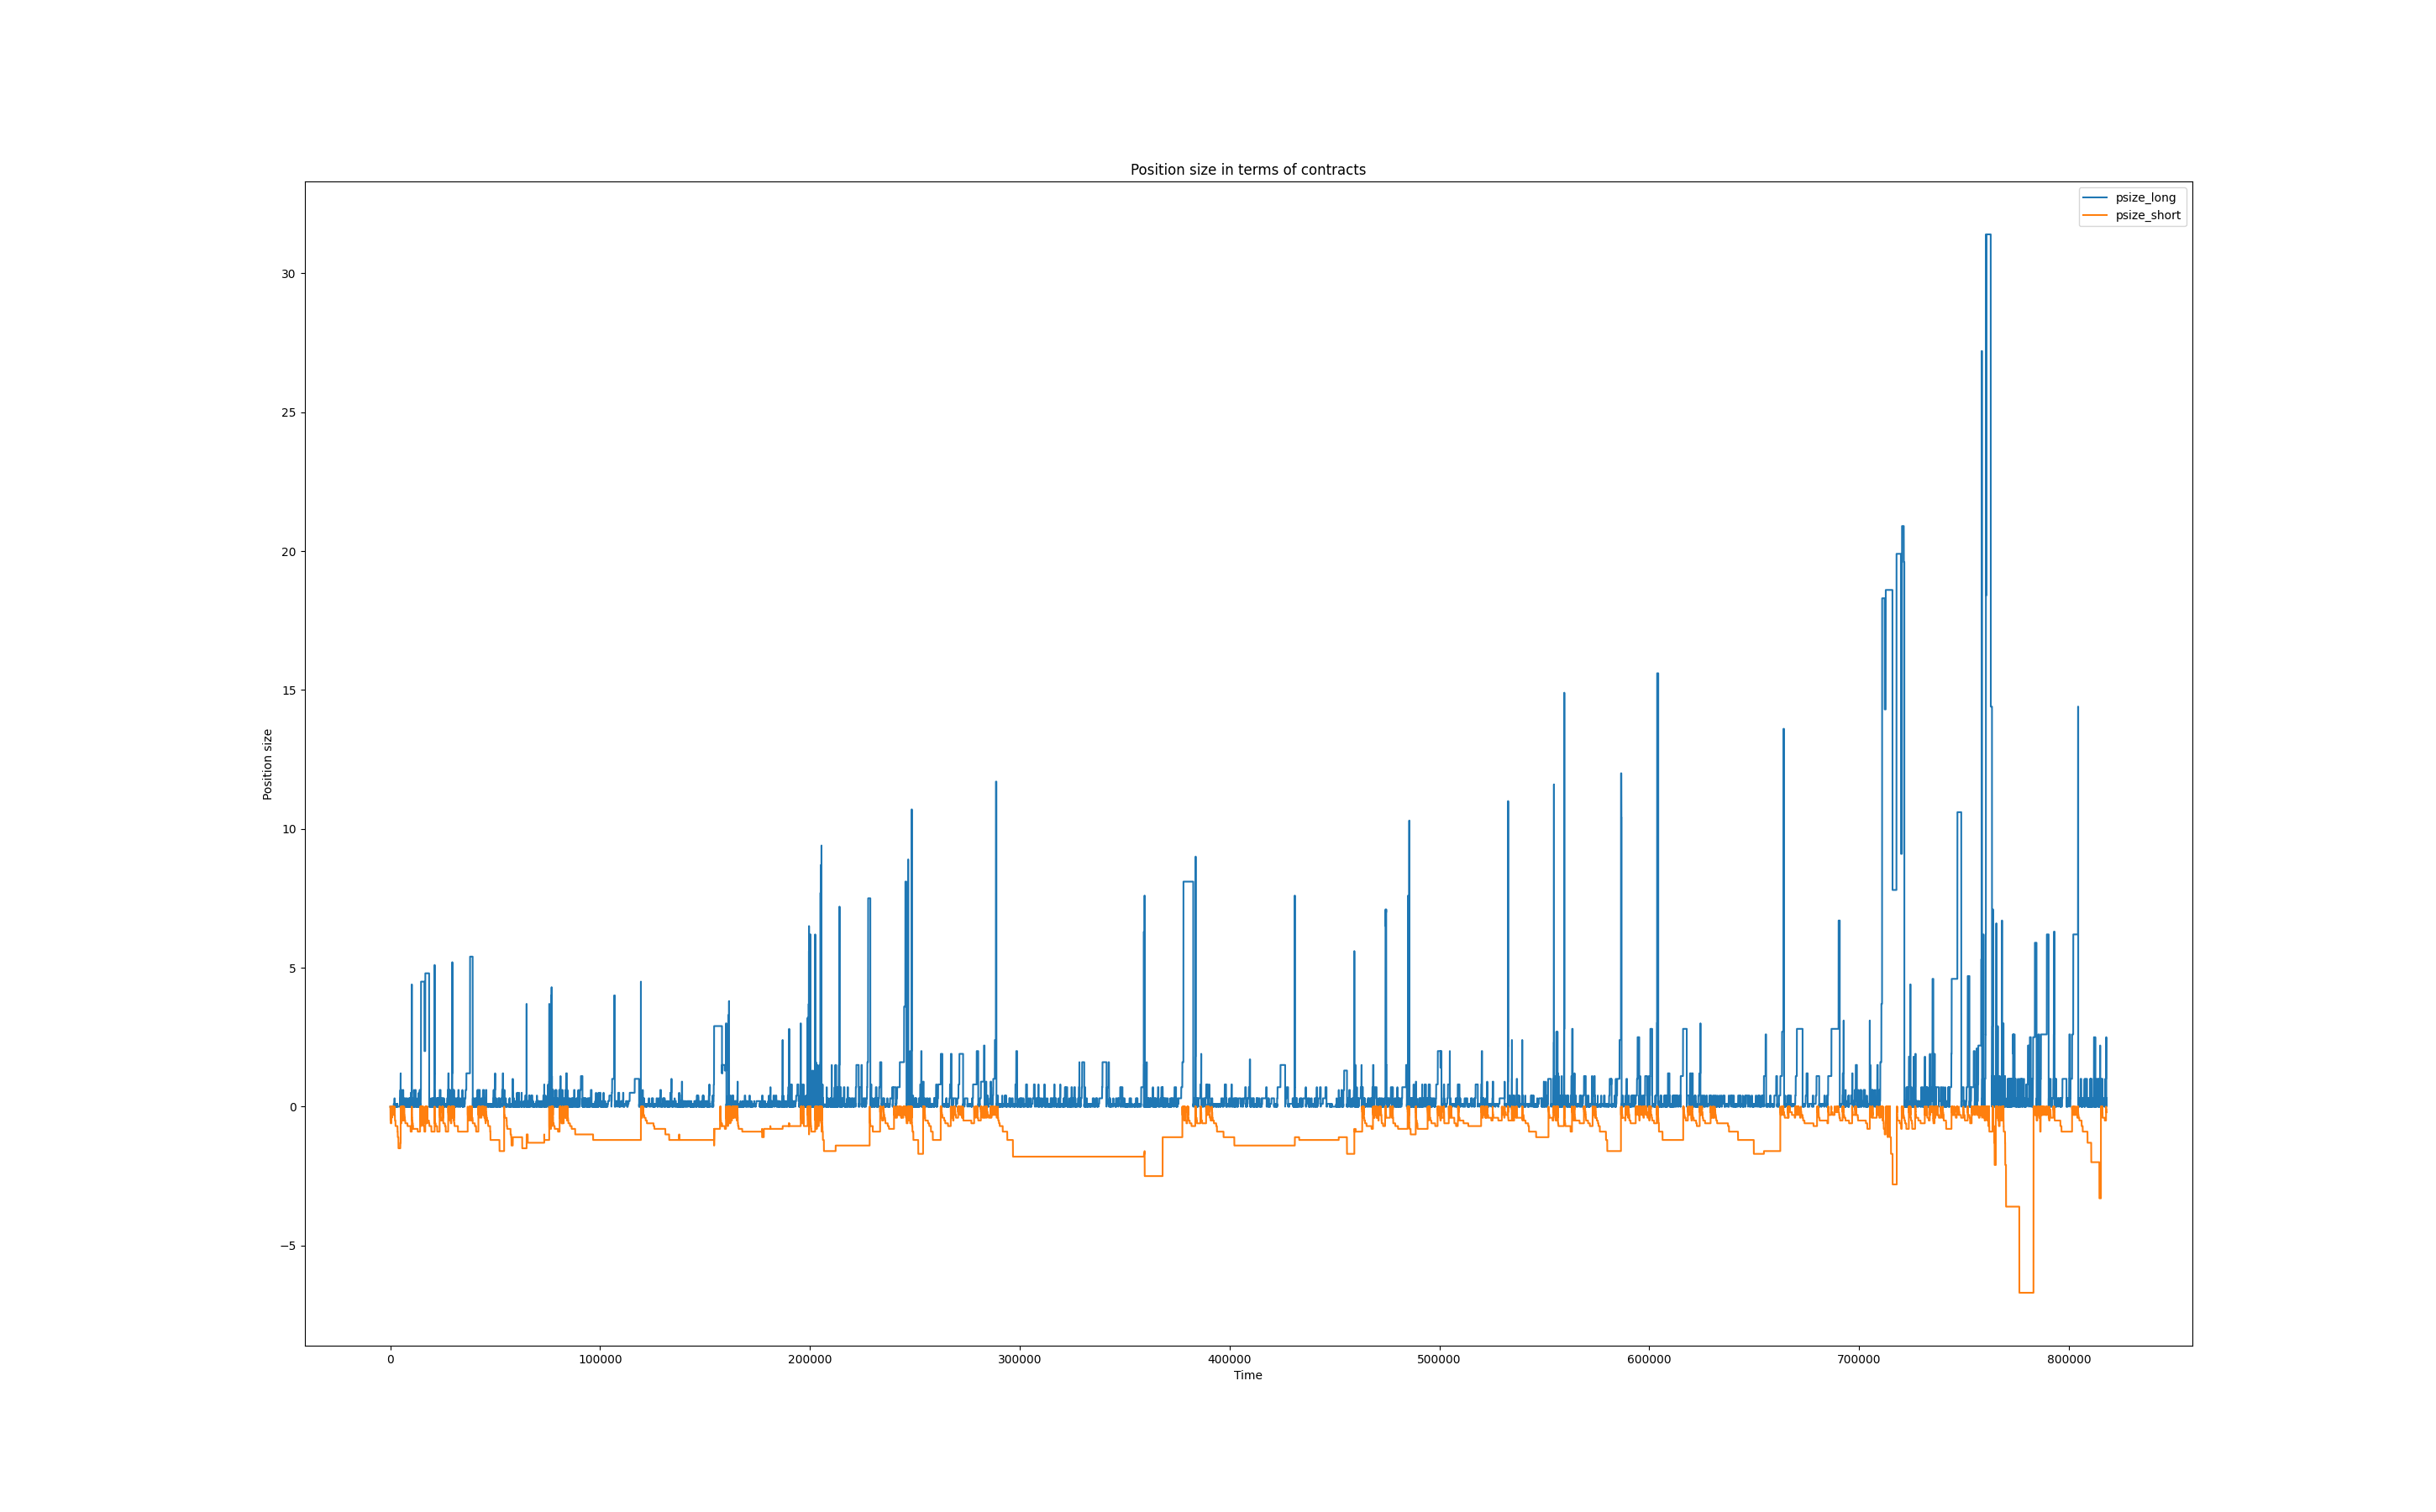 Position size in terms of contracts
psize_long
psize_short
30
25
20
15
10
5
0
−5
Position size
0 100000 200000 300000 400000 500000 600000 700000 800000
Time